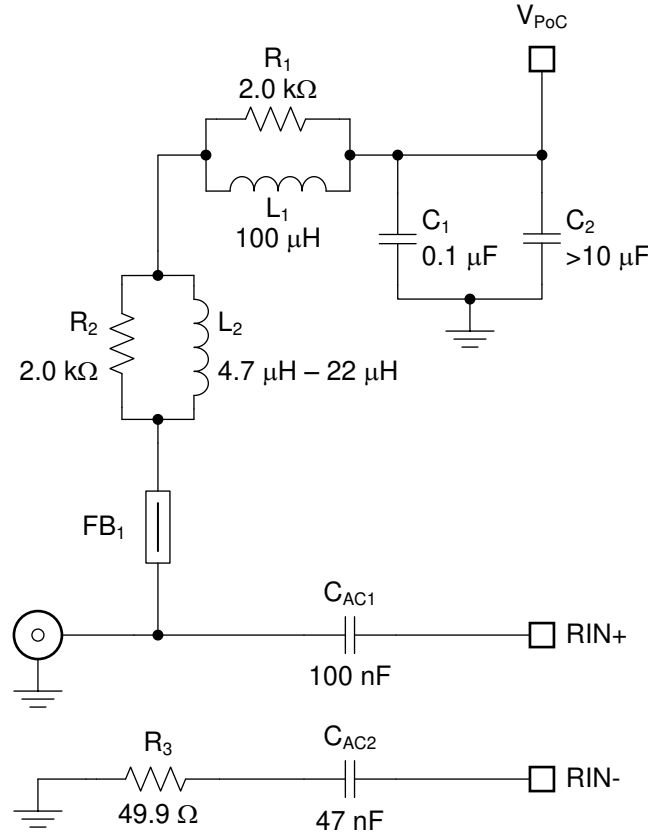 VPoC
R1
2.0 kΩ
L1
100 μH
C1
0.1 μF
C2
>10 μF
R2
2.0 kΩ
L2
4.7 μH – 22 μH
FB1
CAC1
100 nF
RIN+
R3
49.9 Ω
CAC2
47 nF
RIN-